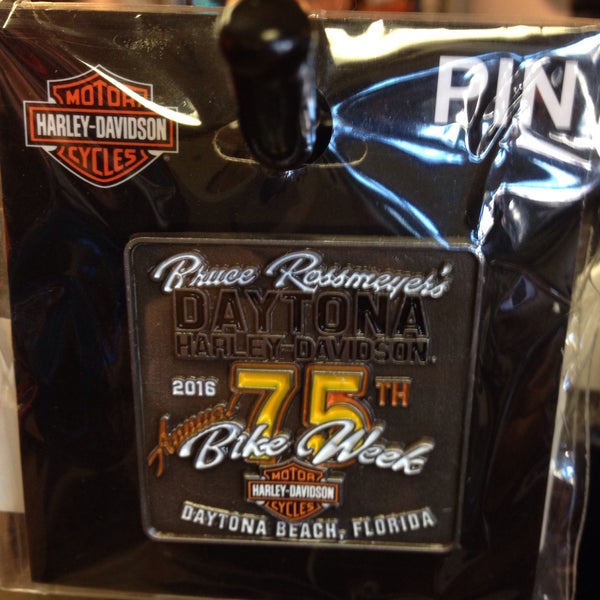 MOTOR
HARLEY-DAVIDSON
CYCLES
PIN
Bruce Rossmeyer's
DAYTONA
HARLEY-DAVIDSON
2016 75TH
Annual
Bike Week
MOTOR
HARLEY-DAVIDSON
CYCLES
DAYTONA BEACH, FLORIDA